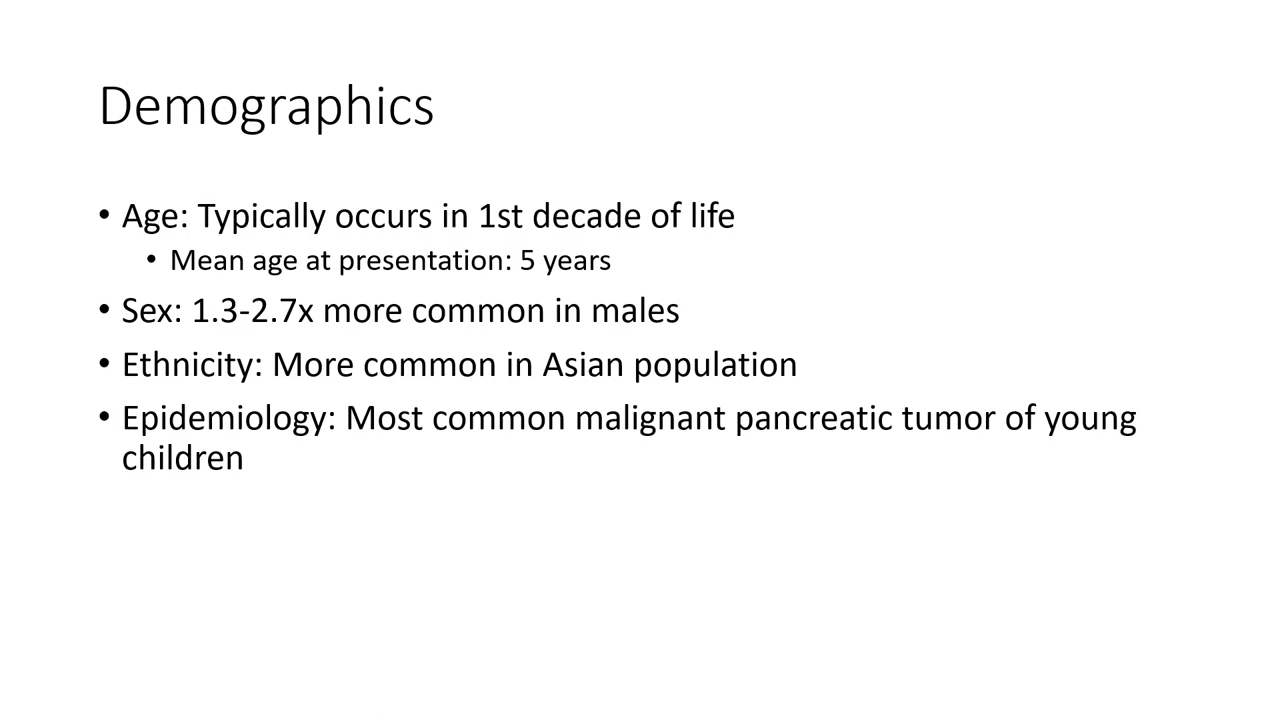 Demographics
• Age: Typically occurs in 1st decade of life
• Mean age at presentation: 5 years
• Sex: 1.3-2.7x more common in males
• Ethnicity: More common in Asian population
• Epidemiology: Most common malignant pancreatic tumor of young
children